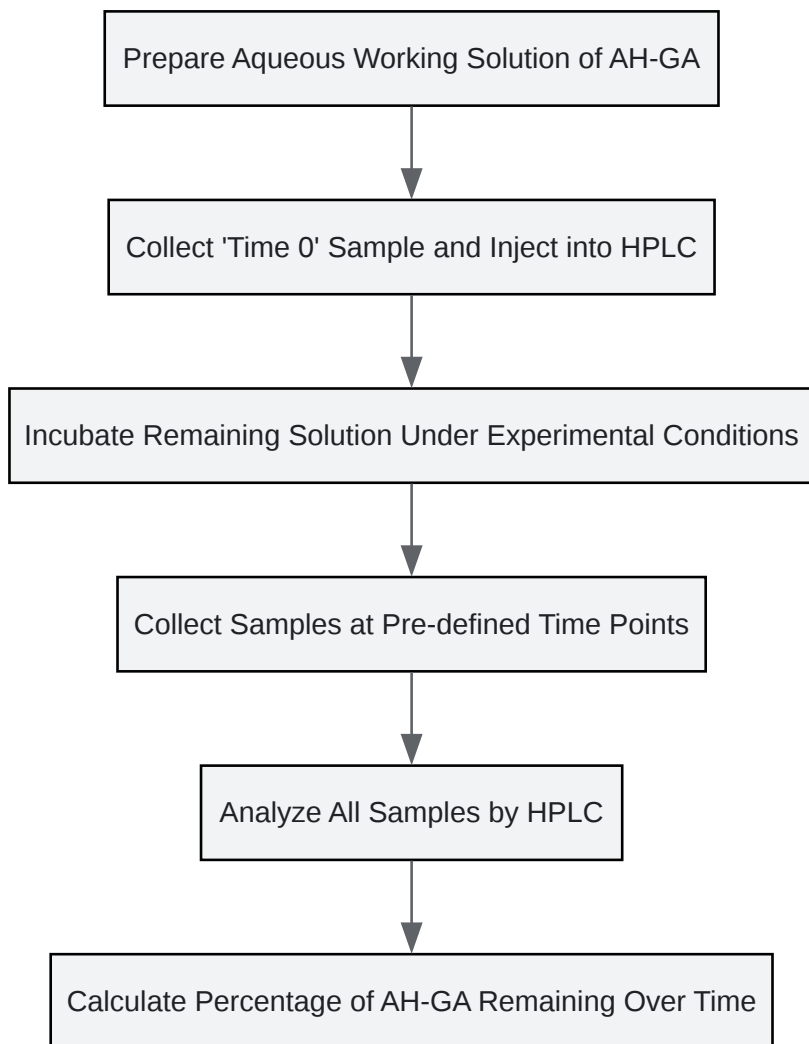 Prepare Aqueous Working Solution of AH-GA
Collect 'Time 0' Sample and Inject into HPLC
Incubate Remaining Solution Under Experimental Conditions
Collect Samples at Pre-defined Time Points
Analyze All Samples by HPLC
Calculate Percentage of AH-GA Remaining Over Time